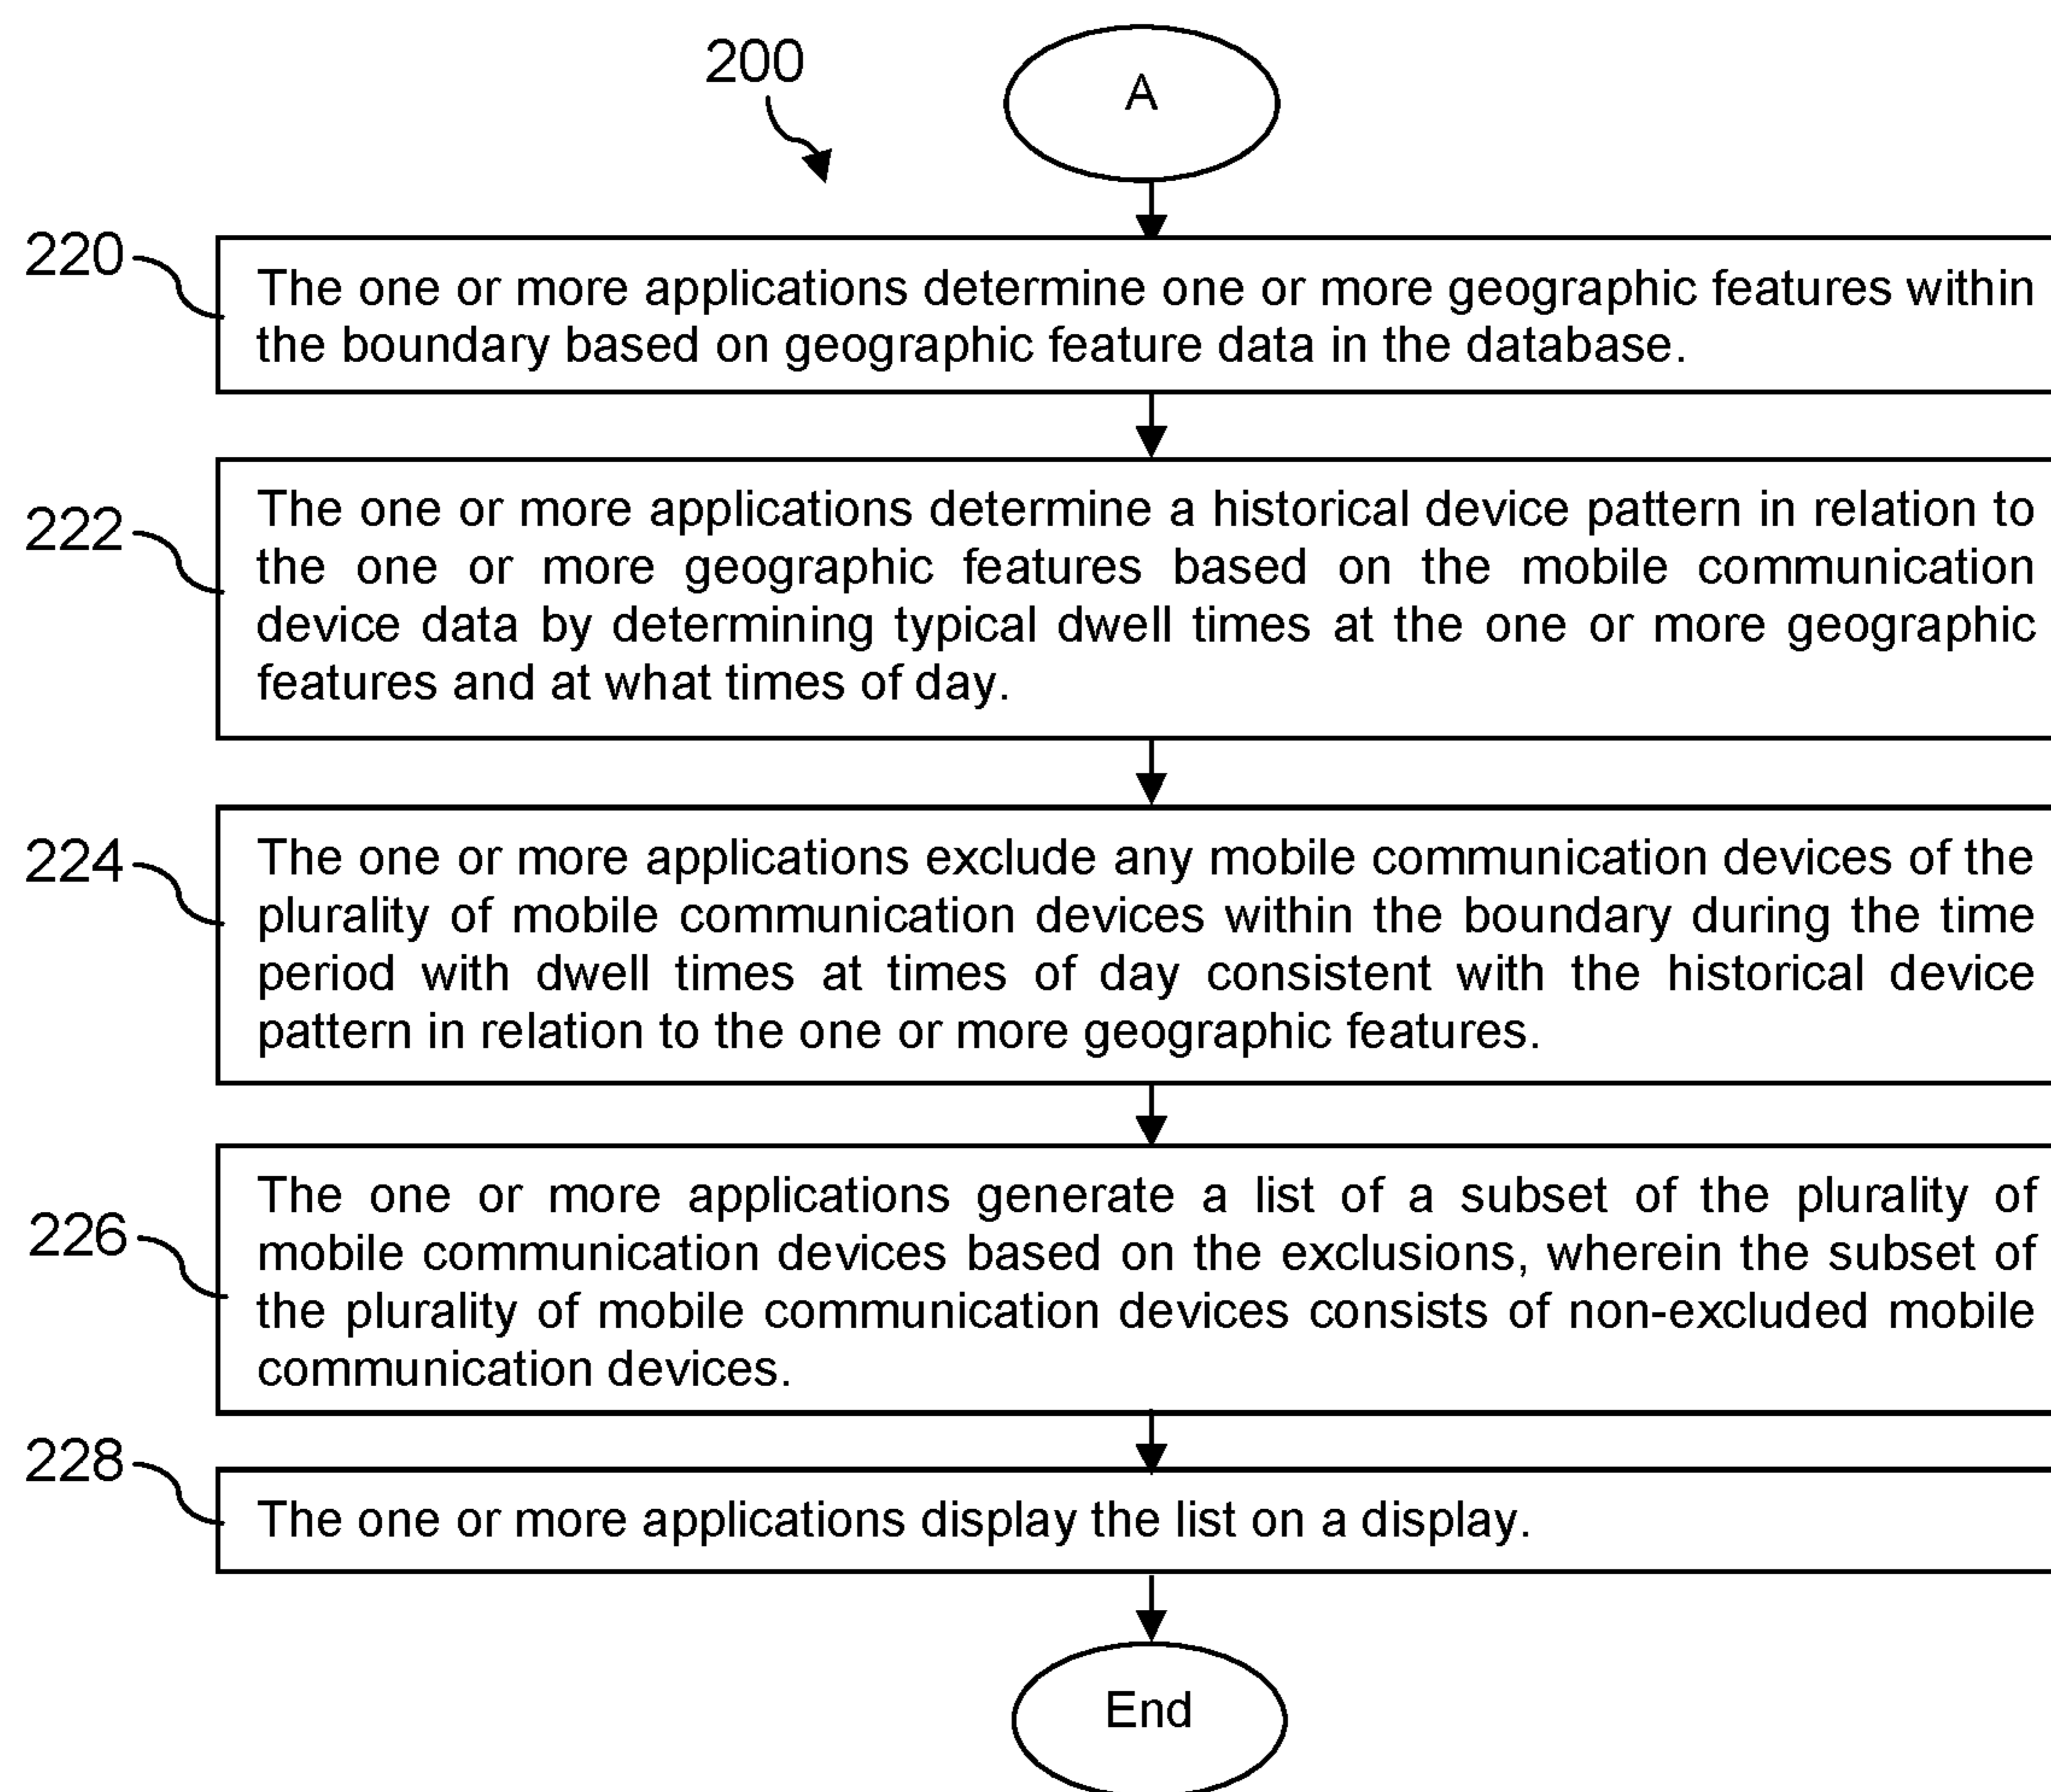 200
A
220
The one or more applications determine one or more geographic features within
the boundary based on geographic feature data in the database.
222
The one or more applications determine a historical device pattern in relation to
the one or more geographic features based on the mobile communication
device data by determining typical dwell times at the one or more geographic
features and at what times of day.
224
The one or more applications exclude any mobile communication devices of the
plurality of mobile communication devices within the boundary during the time
period with dwell times at times of day consistent with the historical device
pattern in relation to the one or more geographic features.
226
The one or more applications generate a list of a subset of the plurality of
mobile communication devices based on the exclusions, wherein the subset of
the plurality of mobile communication devices consists of non-excluded mobile
communication devices.
228
The one or more applications display the list on a display.
End